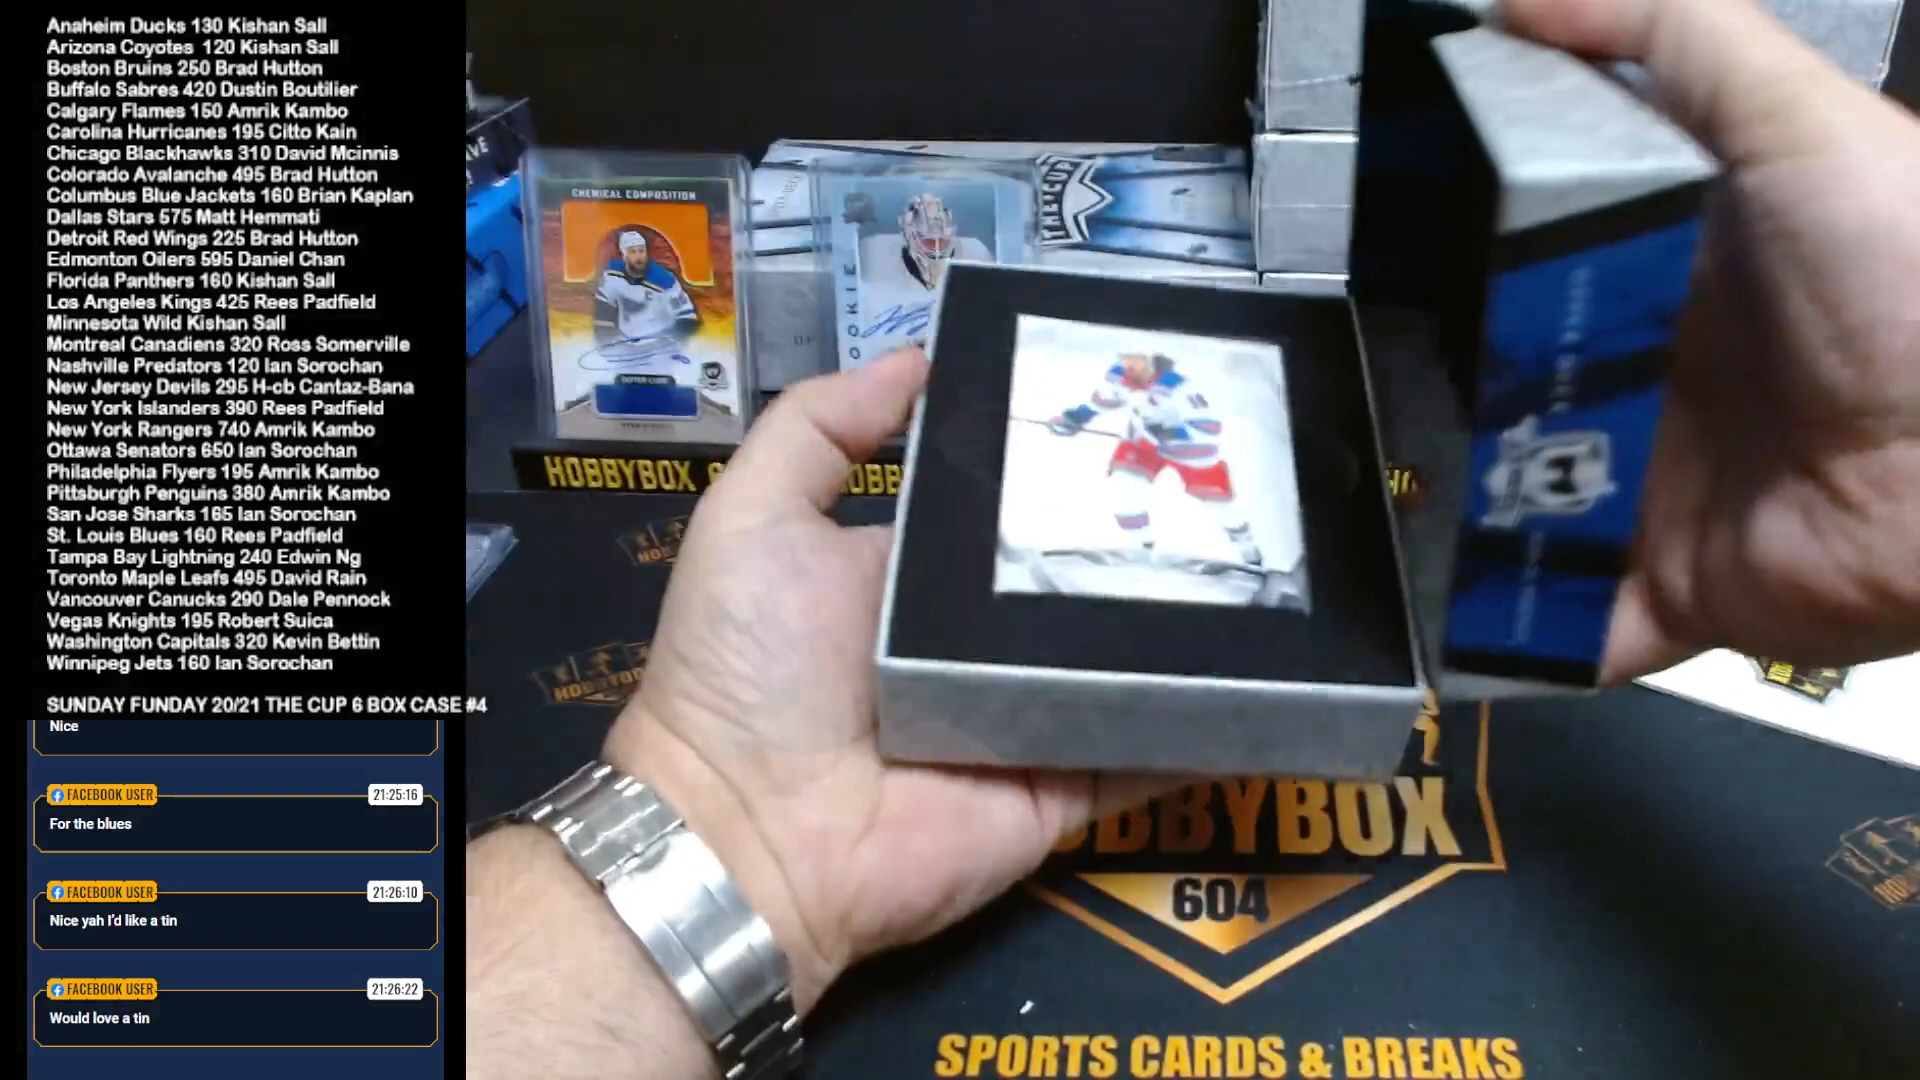 Anaheim Ducks 130 Kishan Sall
Arizona Coyotes 120 Kishan Sall
Boston Bruins 250 Brad Hutton
Buffalo Sabres 420 Dustin Boutilier
Calgary Flames 150 Amrik Kambo
Carolina Hurricanes 195 Citto Kain
Chicago Blackhawks 310 David Mcinnis
Colorado Avalanche 495 Brad Hutton
Columbus Blue Jackets 160 Brian Kaplan
Dallas Stars 575 Matt Hemmati
Detroit Red Wings 225 Brad Hutton
Edmonton Oilers 595 Daniel Chan
Florida Panthers 160 Kishan Sall
Los Angeles Kings 425 Rees Padfield
Minnesota Wild Kishan Sall
Montreal Canadiens 320 Ross Somerville
Nashville Predators 120 Ian Sorochan
New Jersey Devils 295 H-cb Cantaz-Bana
New York Islanders 390 Rees Padfield
New York Rangers 740 Amrik Kambo
Ottawa Senators 650 Ian Sorochan
Philadelphia Flyers 195 Amrik Kambo
Pittsburgh Penguins 380 Amrik Kambo
San Jose Sharks 165 Ian Sorochan
St. Louis Blues 160 Rees Padfield
Tampa Bay Lightning 240 Edwin Ng
Toronto Maple Leafs 495 David Rain
Vancouver Canucks 290 Dale Pennock
Vegas Knights 195 Robert Suica
Washington Capitals 320 Kevin Bettin
Winnipeg Jets 160 Ian Sorochan
SUNDAY FUNDAY 20/21 THE CUP 6 BOX CASE #4
Nice
FACEBOOK USER 21:25:16
For the blues
FACEBOOK USER 21:26:10
Nice yah I'd like a tin
FACEBOOK USER 21:26:22
Would love a tin
CHEMICAL COMPOSITION
THE CUP
HOBBYBOX
604
SPORTS CARDS & BREAKS